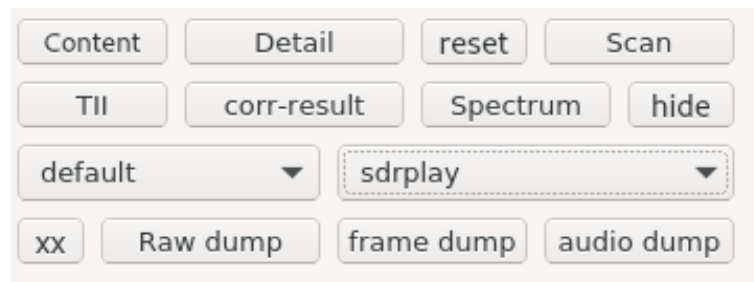 Content Detail reset Scan
TII corr-result Spectrum hide
default sdrplay
xx Raw dump frame dump audio dump